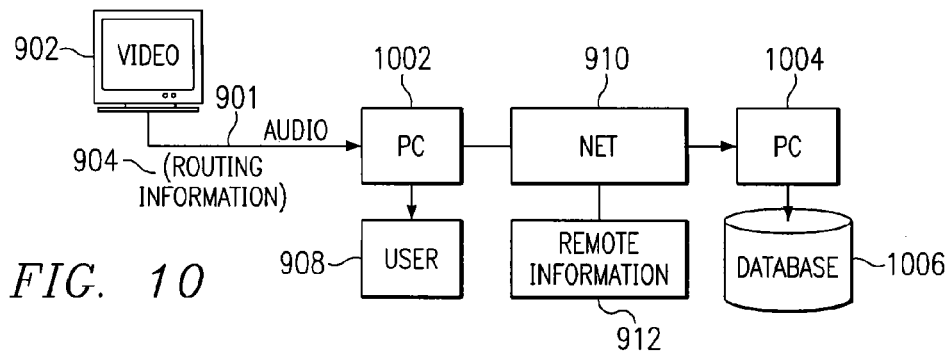 902
VIDEO
901
AUDIO
904
(ROUTING
INFORMATION)
1002
PC
910
NET
1004
PC
908
USER
REMOTE
INFORMATION
912
DATABASE
1006
FIG. 10